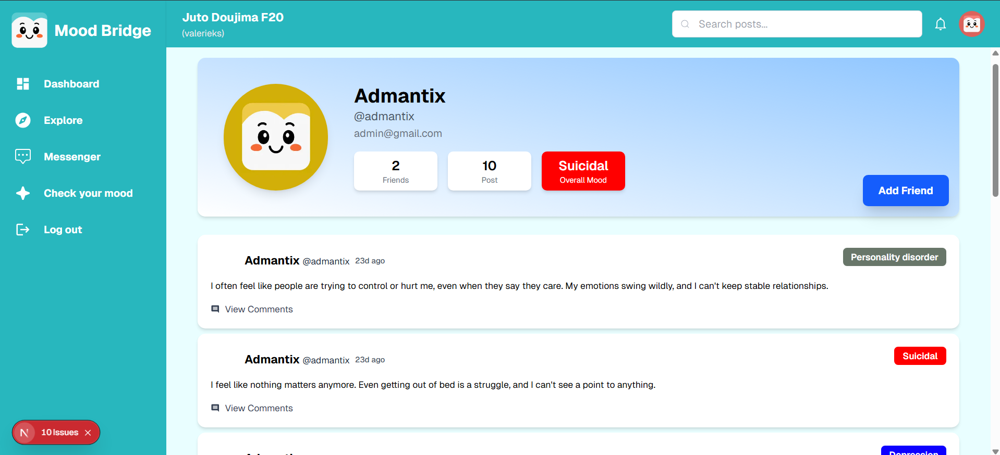 Mood Bridge
Juto Doujima F20
(valerieks)
Search posts...
Dashboard
Explore
Messenger
Check your mood
Log out
Admantix
@admantix
admin@gmail.com
2
Friends
10
Post
Suicidal
Overall Mood
Add Friend
Admantix @admantix 23d ago
Personality disorder
I often feel like people are trying to control or hurt me, even when they say they care. My emotions swing wildly, and I can't keep stable relationships.
View Comments
Admantix @admantix 23d ago
Suicidal
I feel like nothing matters anymore. Even getting out of bed is a struggle, and I can't see a point to anything.
View Comments
Depression
N 10 Issues